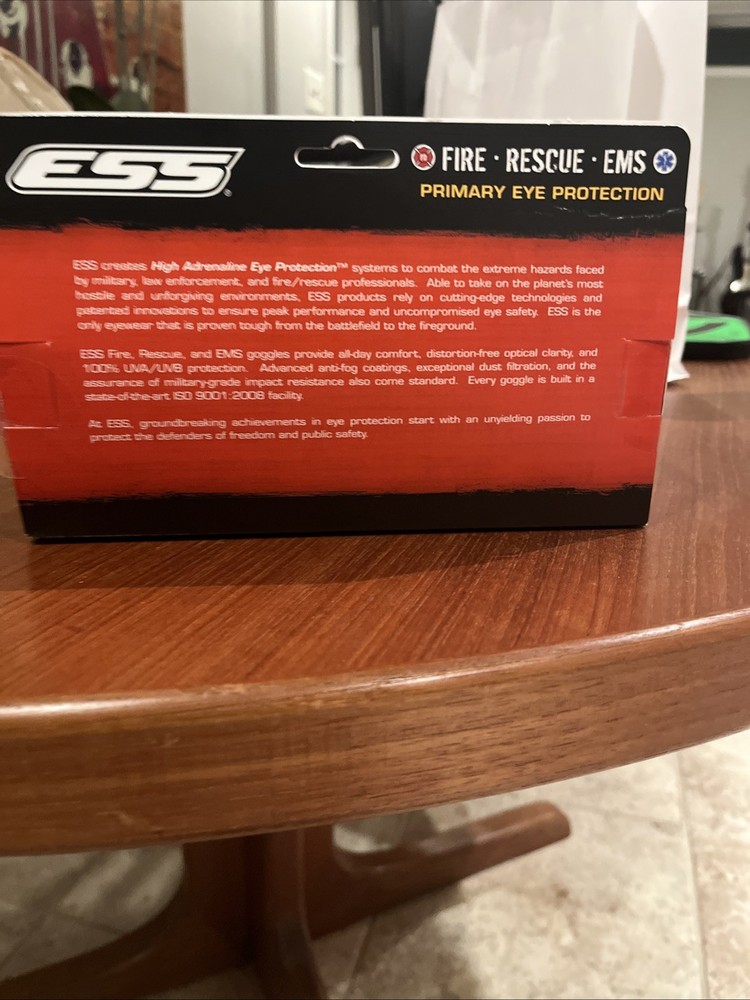 ESS®
FIRE · RESCUE · EMS
PRIMARY EYE PROTECTION
ESS creates High Adrenaline Eye Protection™ systems to combat the extreme hazards faced
by military, law enforcement, and fire/rescue professionals. Able to take on the planet's most
hostile and unforgiving environments, ESS products rely on cutting-edge technologies and
patented innovations to ensure peak performance and uncompromised eye safety. ESS is the
only eyewear that is proven tough from the battlefield to the fireground.
ESS Fire, Rescue, and EMS goggles provide all-day comfort, distortion-free optical clarity, and
100% UVA/UVB protection. Advanced anti-fog coatings, exceptional dust filtration, and the
assurance of military-grade impact resistance also come standard. Every goggle is built in a
state-of-the-art ISO 9001:2008 facility.
At ESS, groundbreaking achievements in eye protection start with an unyielding passion to
protect the defenders of freedom and public safety.